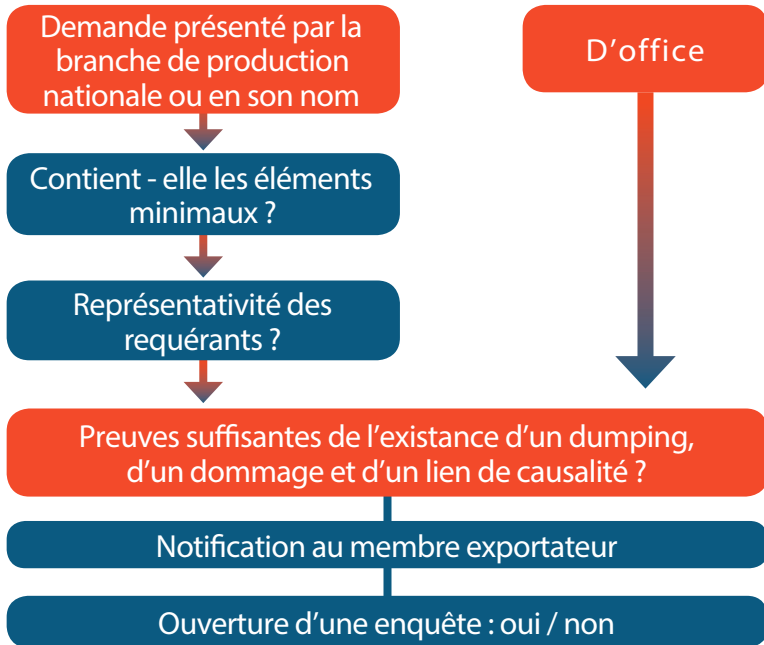 Demande présenté par la
branche de production
nationale ou en son nom
D'office
Contient - elle les éléments
minimaux ?
Représentativité des
requérants ?
Preuves suffisantes de l'existance d'un dumping,
d'un dommage et d'un lien de causalité ?
Notification au membre exportateur
Ouverture d'une enquête : oui / non